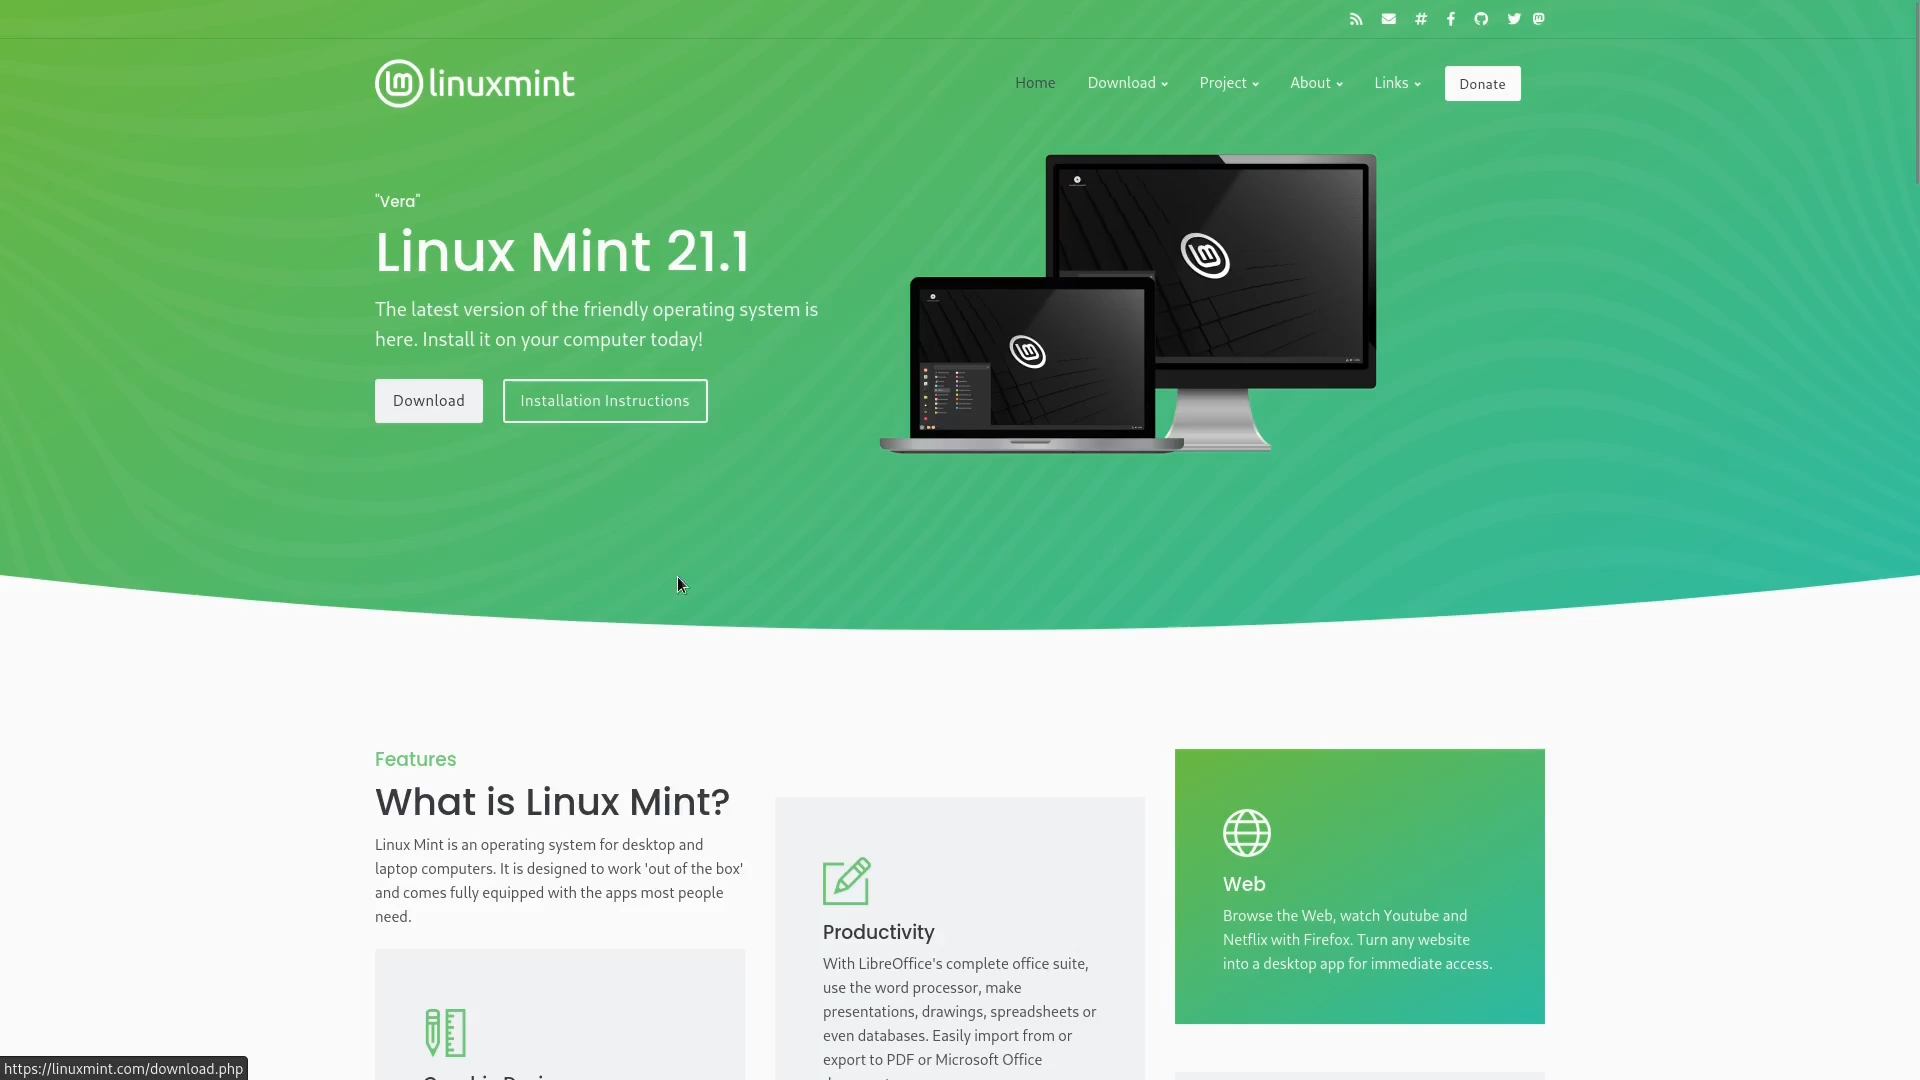 linuxmint
Home
Download
Project
About
Links
Donate
"Vera"
Linux Mint 21.1
The latest version of the friendly operating system is
here. Install it on your computer today!
Download
Installation Instructions
Features
What is Linux Mint?
Linux Mint is an operating system for desktop and
laptop computers. It is designed to work 'out of the box'
and comes fully equipped with the apps most people
need.
Productivity
With LibreOffice's complete office suite,
use the word processor, make
presentations, drawings, spreadsheets or
even databases. Easily import from or
export to PDF or Microsoft Office
Web
Browse the Web, watch Youtube and
Netflix with Firefox. Turn any website
into a desktop app for immediate access.
https://linuxmint.com/download.php